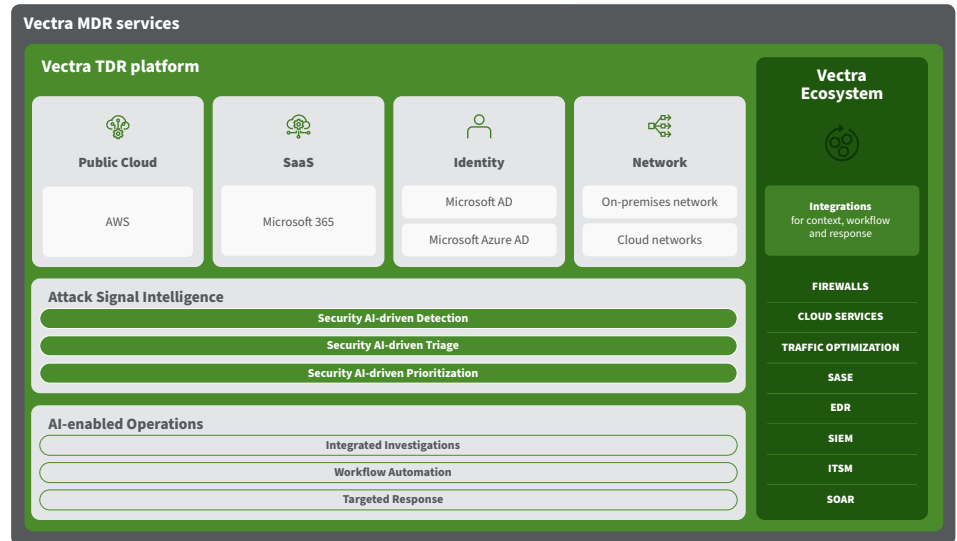 Vectra MDR services
Vectra TDR platform
Public Cloud
AWS
SaaS
Microsoft 365
Identity
Microsoft AD
Microsoft Azure AD
Network
On-premises network
Cloud networks
Attack Signal Intelligence
Security AI-driven Detection
Security AI-driven Triage
Security AI-driven Prioritization
AI-enabled Operations
Integrated Investigations
Workflow Automation
Targeted Response
Vectra
Ecosystem
Integrations
for context, workflow
and response
FIREWALLS
CLOUD SERVICES
TRAFFIC OPTIMIZATION
SASE
EDR
SIEM
ITSM
SOAR